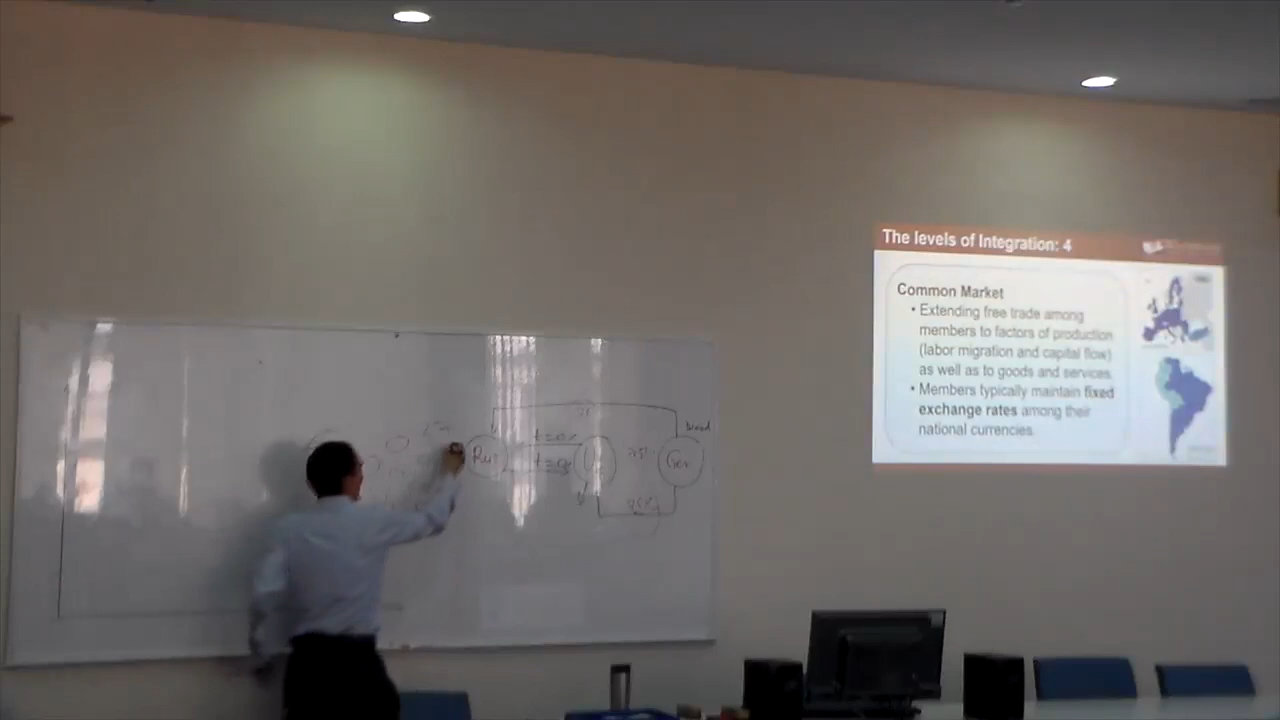 The levels of Integration: 4
Common Market
• Extending free trade among
members to factors of production
(labor migration and capital flow)
as well as to goods and services.
• Members typically maintain fixed
exchange rates among their
national currencies.
Rus
Ger